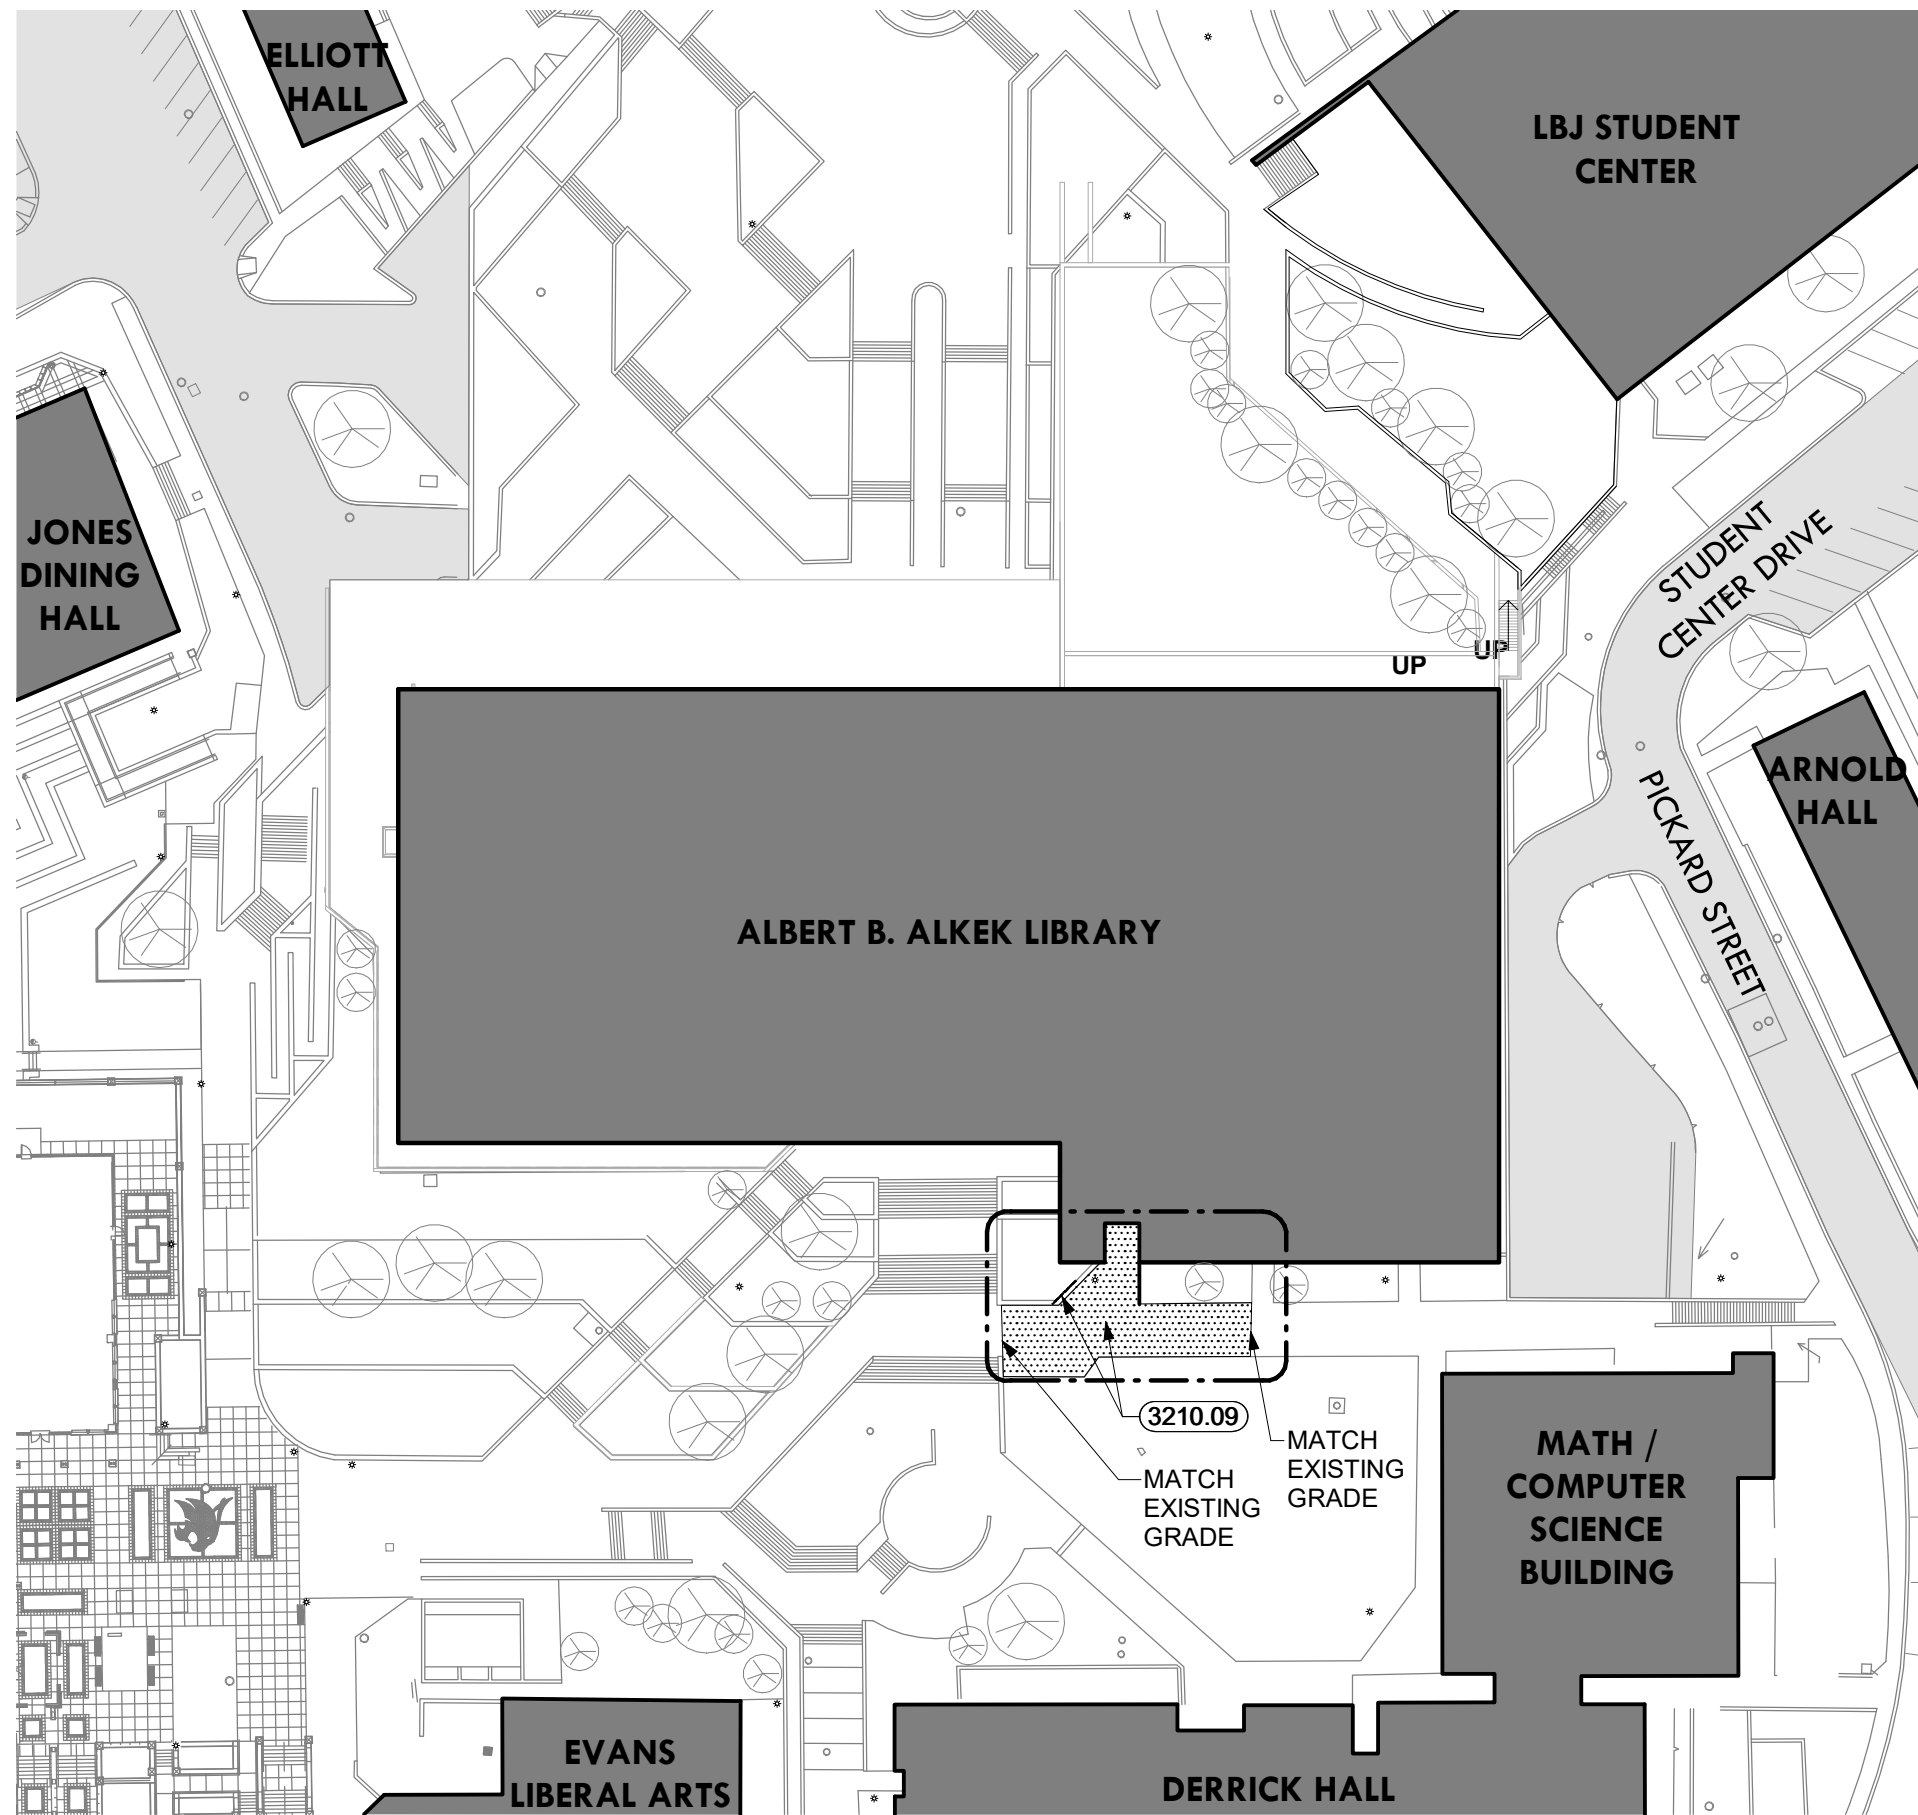 ELLIOTT
HALL
LBJ STUDENT
CENTER
JONES
DINING
HALL
STUDENT
CENTER DRIVE
UP
UP
ARNOLD
HALL
PICKARD STREET
ALBERT B. ALKEK LIBRARY
3210.09
MATCH
EXISTING
GRADE
MATCH
EXISTING
GRADE
MATH /
COMPUTER
SCIENCE
BUILDING
EVANS
LIBERAL ARTS
DERRICK HALL